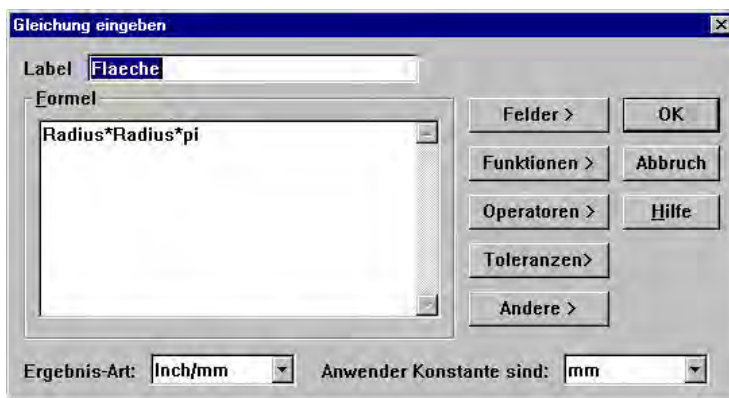 Gleichung eingeben
Label Flaeche
Formel
Radius*Radius*pi
Felder >
OK
Funktionen >
Abbruch
Operatoren >
Hilfe
Toleranzen>
Andere >
Ergebnis-Art: Inch/mm Anwender Konstante sind: mm